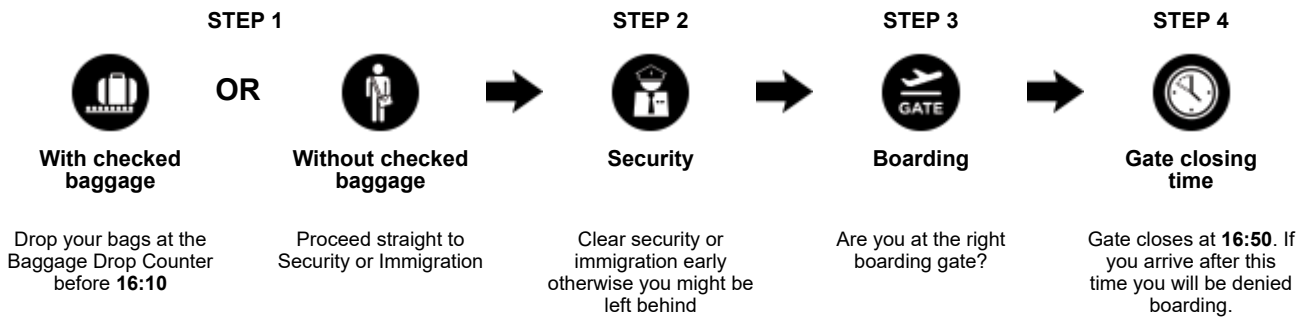 STEP 1
With checked
baggage
Drop your bags at the
Baggage Drop Counter
before 16:10
OR
Without checked
baggage
Proceed straight to
Security or Immigration
STEP 2
Security
Clear security or
immigration early
otherwise you might be
left behind
STEP 3
GATE
Boarding
Are you at the right
boarding gate?
STEP 4
Gate closing
time
Gate closes at 16:50. If
you arrive after this
time you will be denied
boarding.